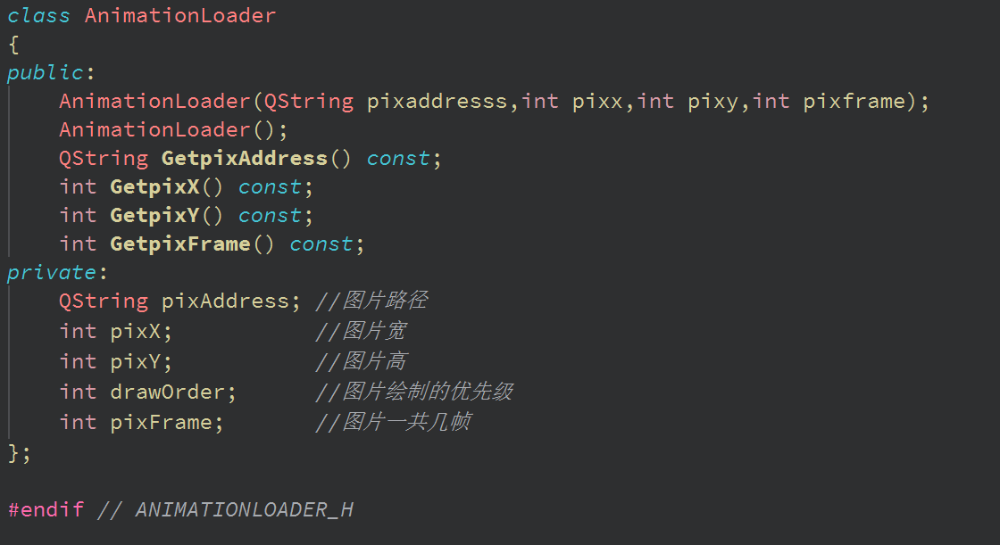 class AnimationLoader
{
public:
    AnimationLoader(QString pixaddresss,int pixx,int pixy,int pixframe);
    AnimationLoader();
    QString GetpixAddress() const;
    int GetpixX() const;
    int GetpixY() const;
    int GetpixFrame() const;
private:
    QString pixAddress; //图片路径
    int pixX;           //图片宽
    int pixY;           //图片高
    int drawOrder;      //图片绘制的优先级
    int pixFrame;       //图片一共几帧
};

#endif // ANIMATIONLOADER_H